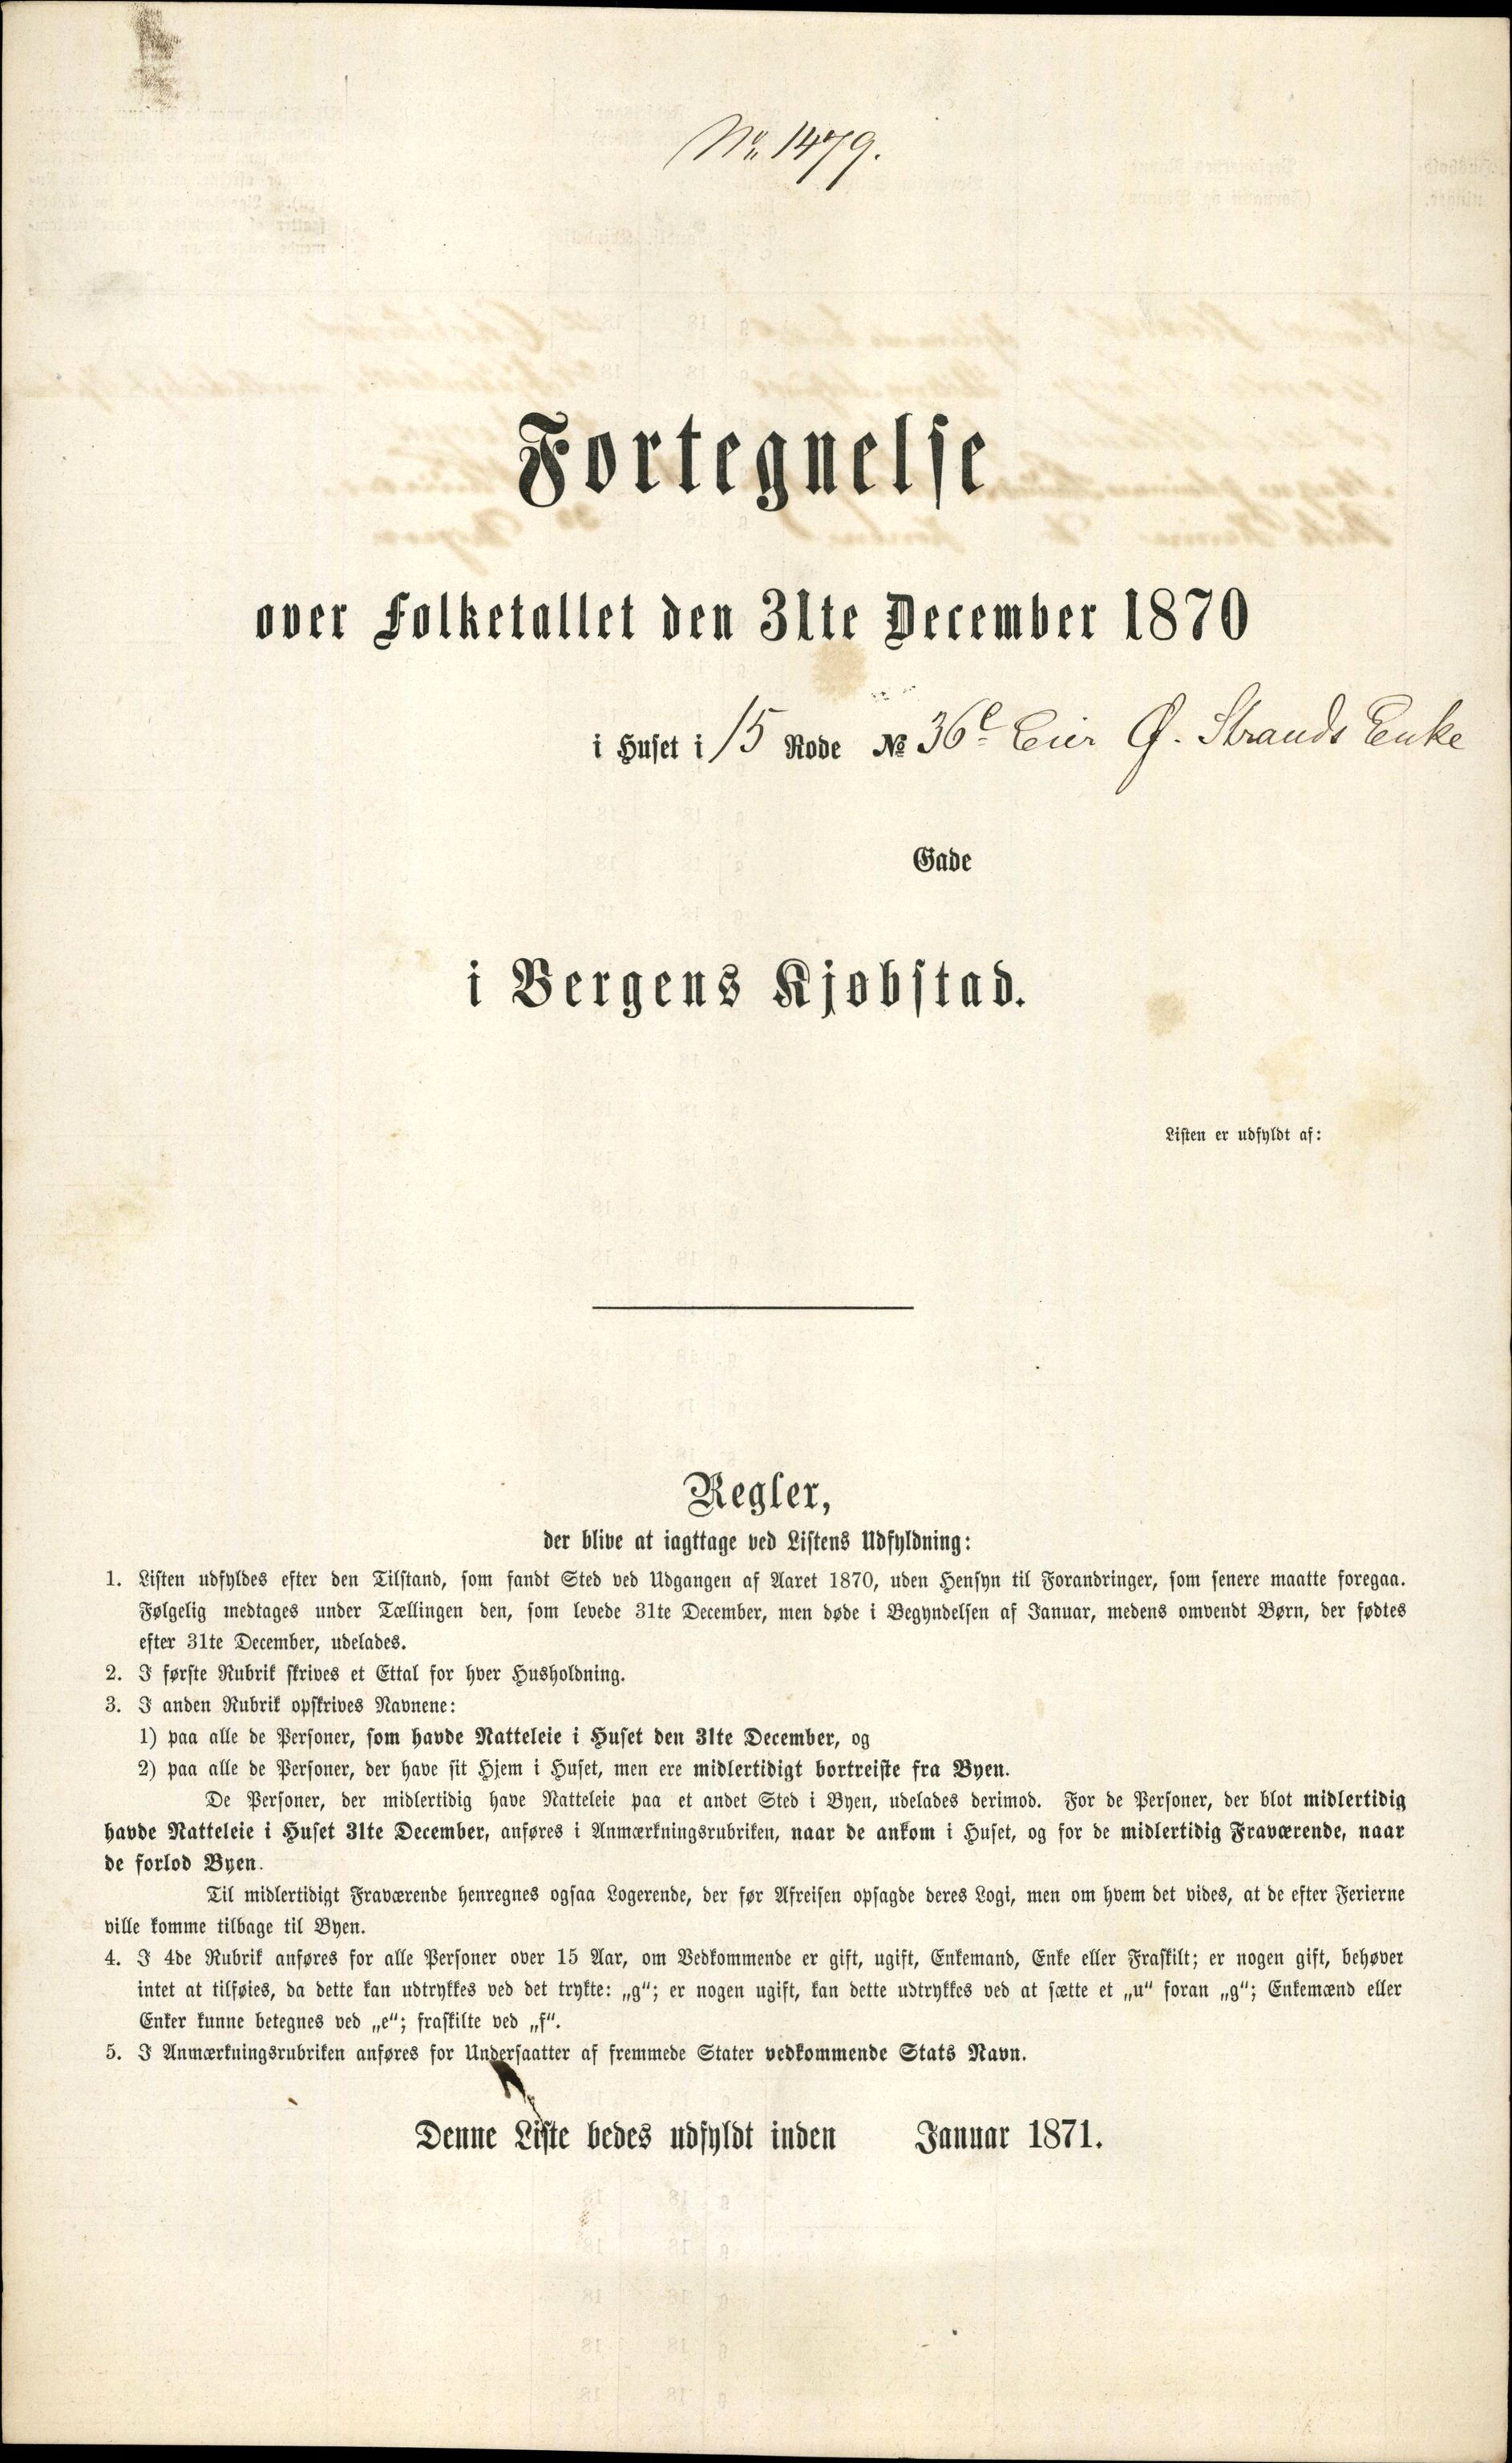 No. 1479.
Fortegnelse
over Folketallet den 31te December 1870
i Huset i 15 Rode No 36 Eier Strands Enke
Gade
i Bergens Kjøbstad.
Listen er udfyldt af:
Regler,
der blive at iagttage ved Listens Udfyldning:
1. Listen udfyldes efter den Tilstand, som fandt Sted ved Udgangen af Aaret 1870, uden Hensyn til Forandringer, som senere maatte foregaa.
Følgelig medtages under Tællingen den, som levede 31te December, men døde i Begyndelsen af Januar, medens omvendt Børn, der fødtes
efter 31te December, udelades.
2. I første Rubrik skrives et Ettal for hver Husholdning.
3. I anden Rubrik opskrives Navnene:
1) paa alle de Personer, som havde Natteleie i Huset den 31te December, og
2) paa alle de Personer, der have sit Hjem i Huset, men ere midlertidigt bortreiste fra Byen.
De Personer, der midlertidig have Natteleie paa et andet Sted i Byen, udelades derimod. For de Personer, der blot midlertidig
havde Natteleie i Huset 31te December, anføres i Anmærkningsrubriken, naar de ankom i Huset, og for de midlertidig Fraværende, naar
de forlod Byen.
Til midlertidigt Fraværende henregnes ogsaa Logerende, der før Afreisen opsagde deres Logi, men om hvem det vides, at de efter Ferierne
ville komme tilbage til Byen.
4. I 4de Rubrik anføres for alle Personer over 15 Aar, om Vedkommende er gift, ugift, Enkemand, Enke eller Fraskilt; er nogen gift, behøver
intet at tilføies, da dette kan udtrykkes ved det trykte: „g“; er nogen ugift, kan dette udtrykkes ved at sætte et „u“ foran „g“; Enkemænd eller
Enker kunne betegnes ved „e“; fraskilte ved „f“.
5. I Anmærkningsrubriken anføres for Undersaatter af fremmede Stater vedkommende Stats Navn.
Denne Liste bedes udfyldt inden Januar 1871.